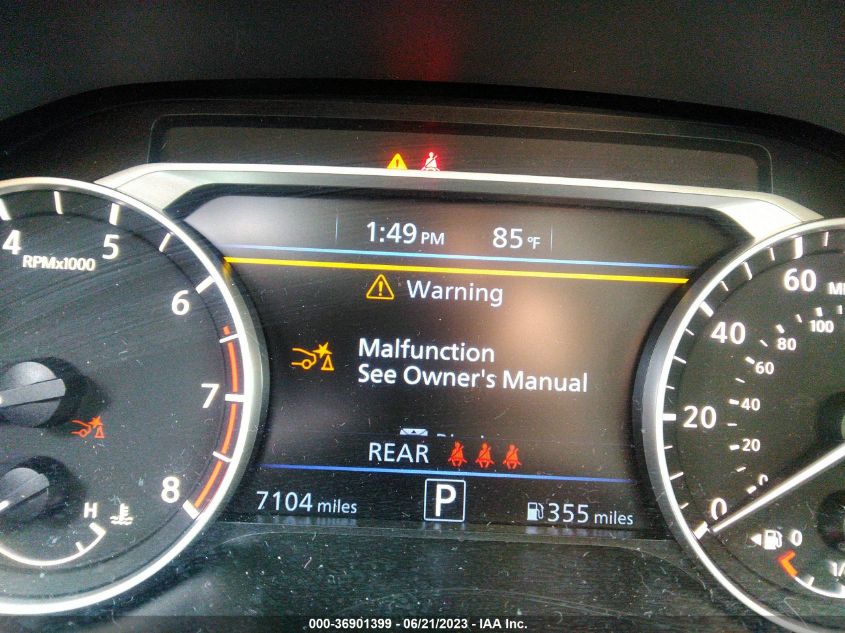 1:49 PM 85°F
Warning
Malfunction
See Owner's Manual
REAR
7104 miles P 355 miles
4 5 6 7 8
RPMx1000
H
0 20 40 60
0 20 40 60 80 100
0
000-36901399 - 06/21/2023 - IAA Inc.